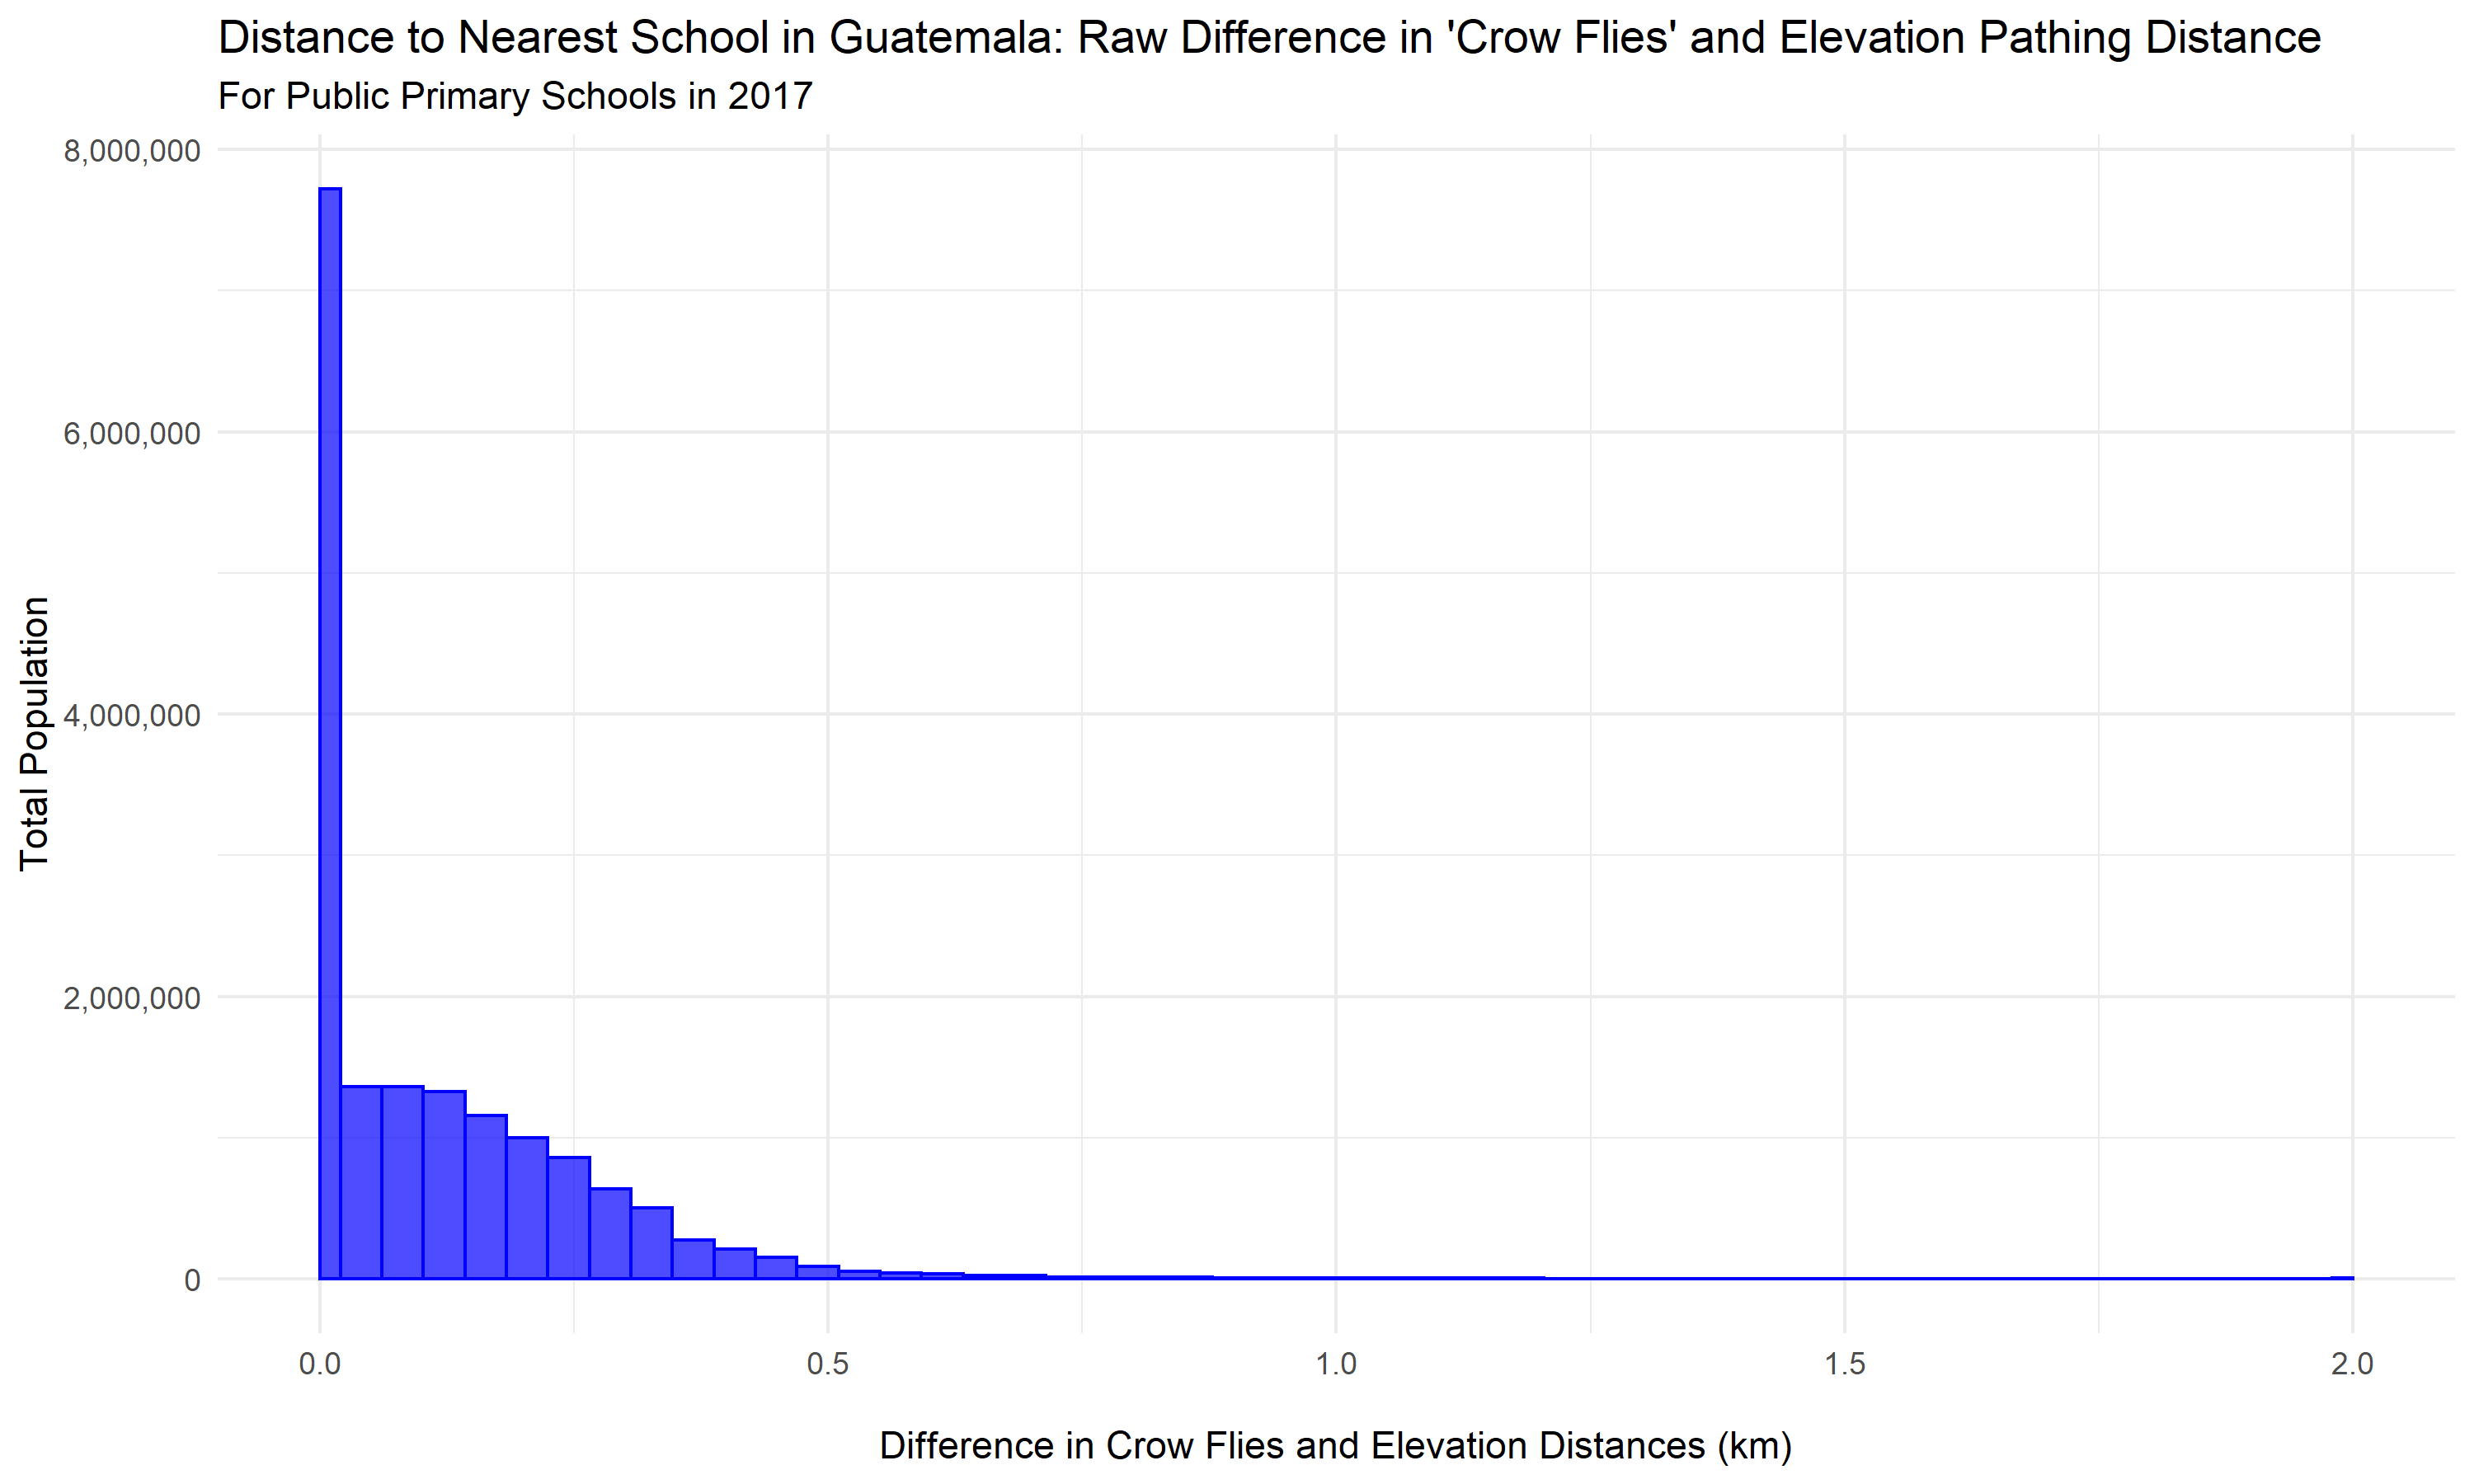 Distance to Nearest School in Guatemala: Raw Difference in 'Crow Flies' and Elevation Pathing Distance
For Public Primary Schools in 2017
Total Population
8,000,000
6,000,000
4,000,000
2,000,000
0
0.0 0.5 1.0 1.5 2.0
Difference in Crow Flies and Elevation Distances (km)